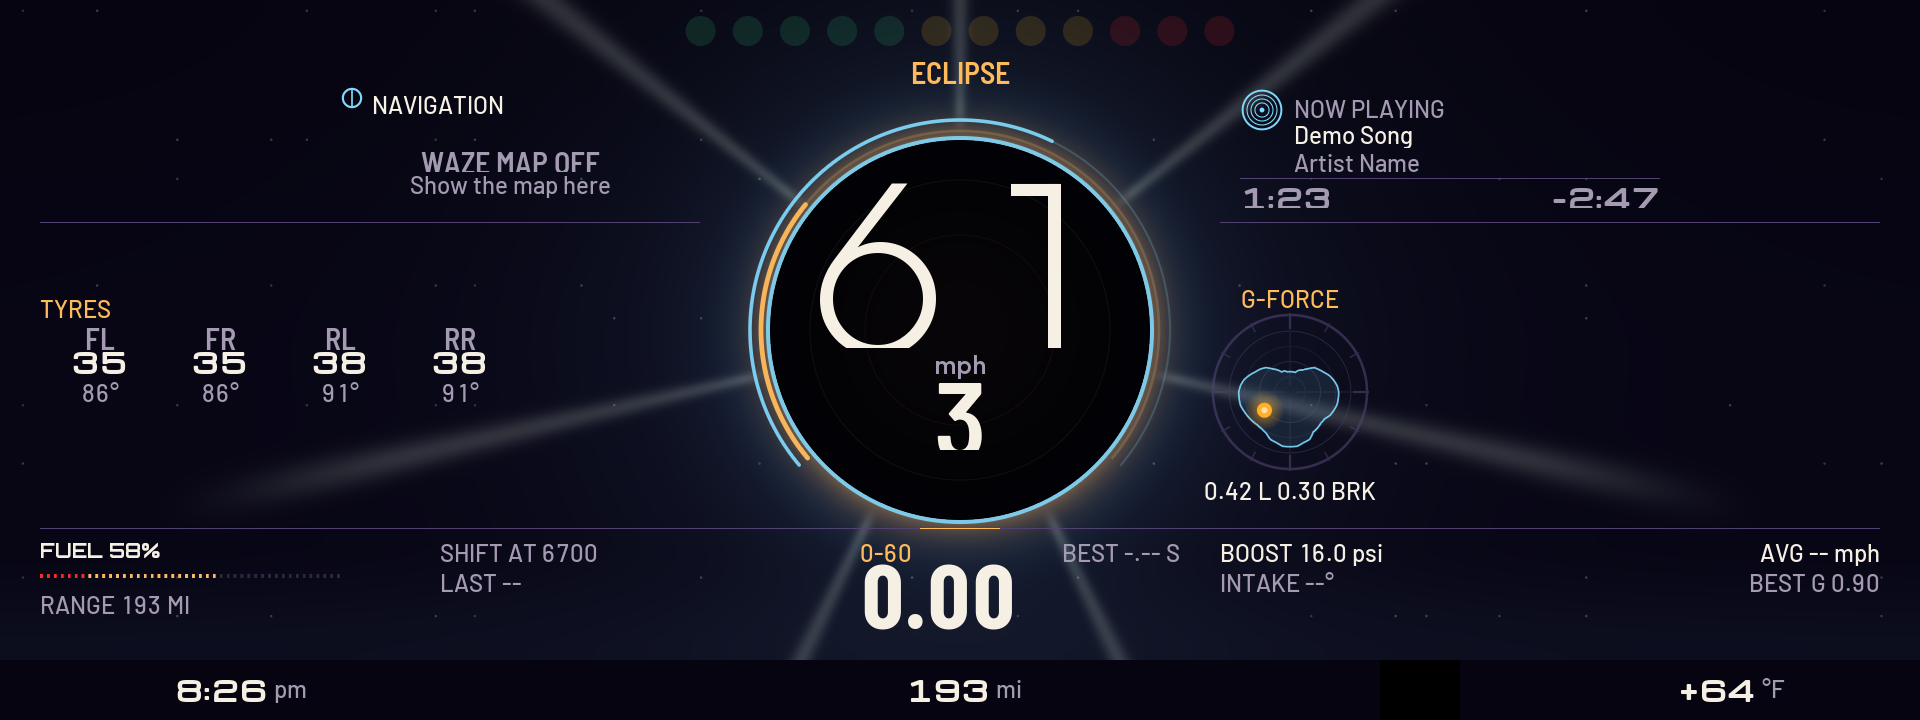 ECLIPSE
NAVIGATION
WAZE MAP OFF
Show the map here
NOW PLAYING
Demo Song
Artist Name
1:23 -2:47
61
mph
3
TYRES
FL FR RL RR
35 35 38 38
86° 86° 91° 91°
G-FORCE
0.42 L 0.30 BRK
FUEL 58%
RANGE 193 MI
SHIFT AT 6700
LAST --
0-60
BEST -.-- S
0.00
BOOST 16.0 psi
INTAKE --°
AVG -- mph
BEST G 0.90
8:26 pm
193 mi
+64 °F